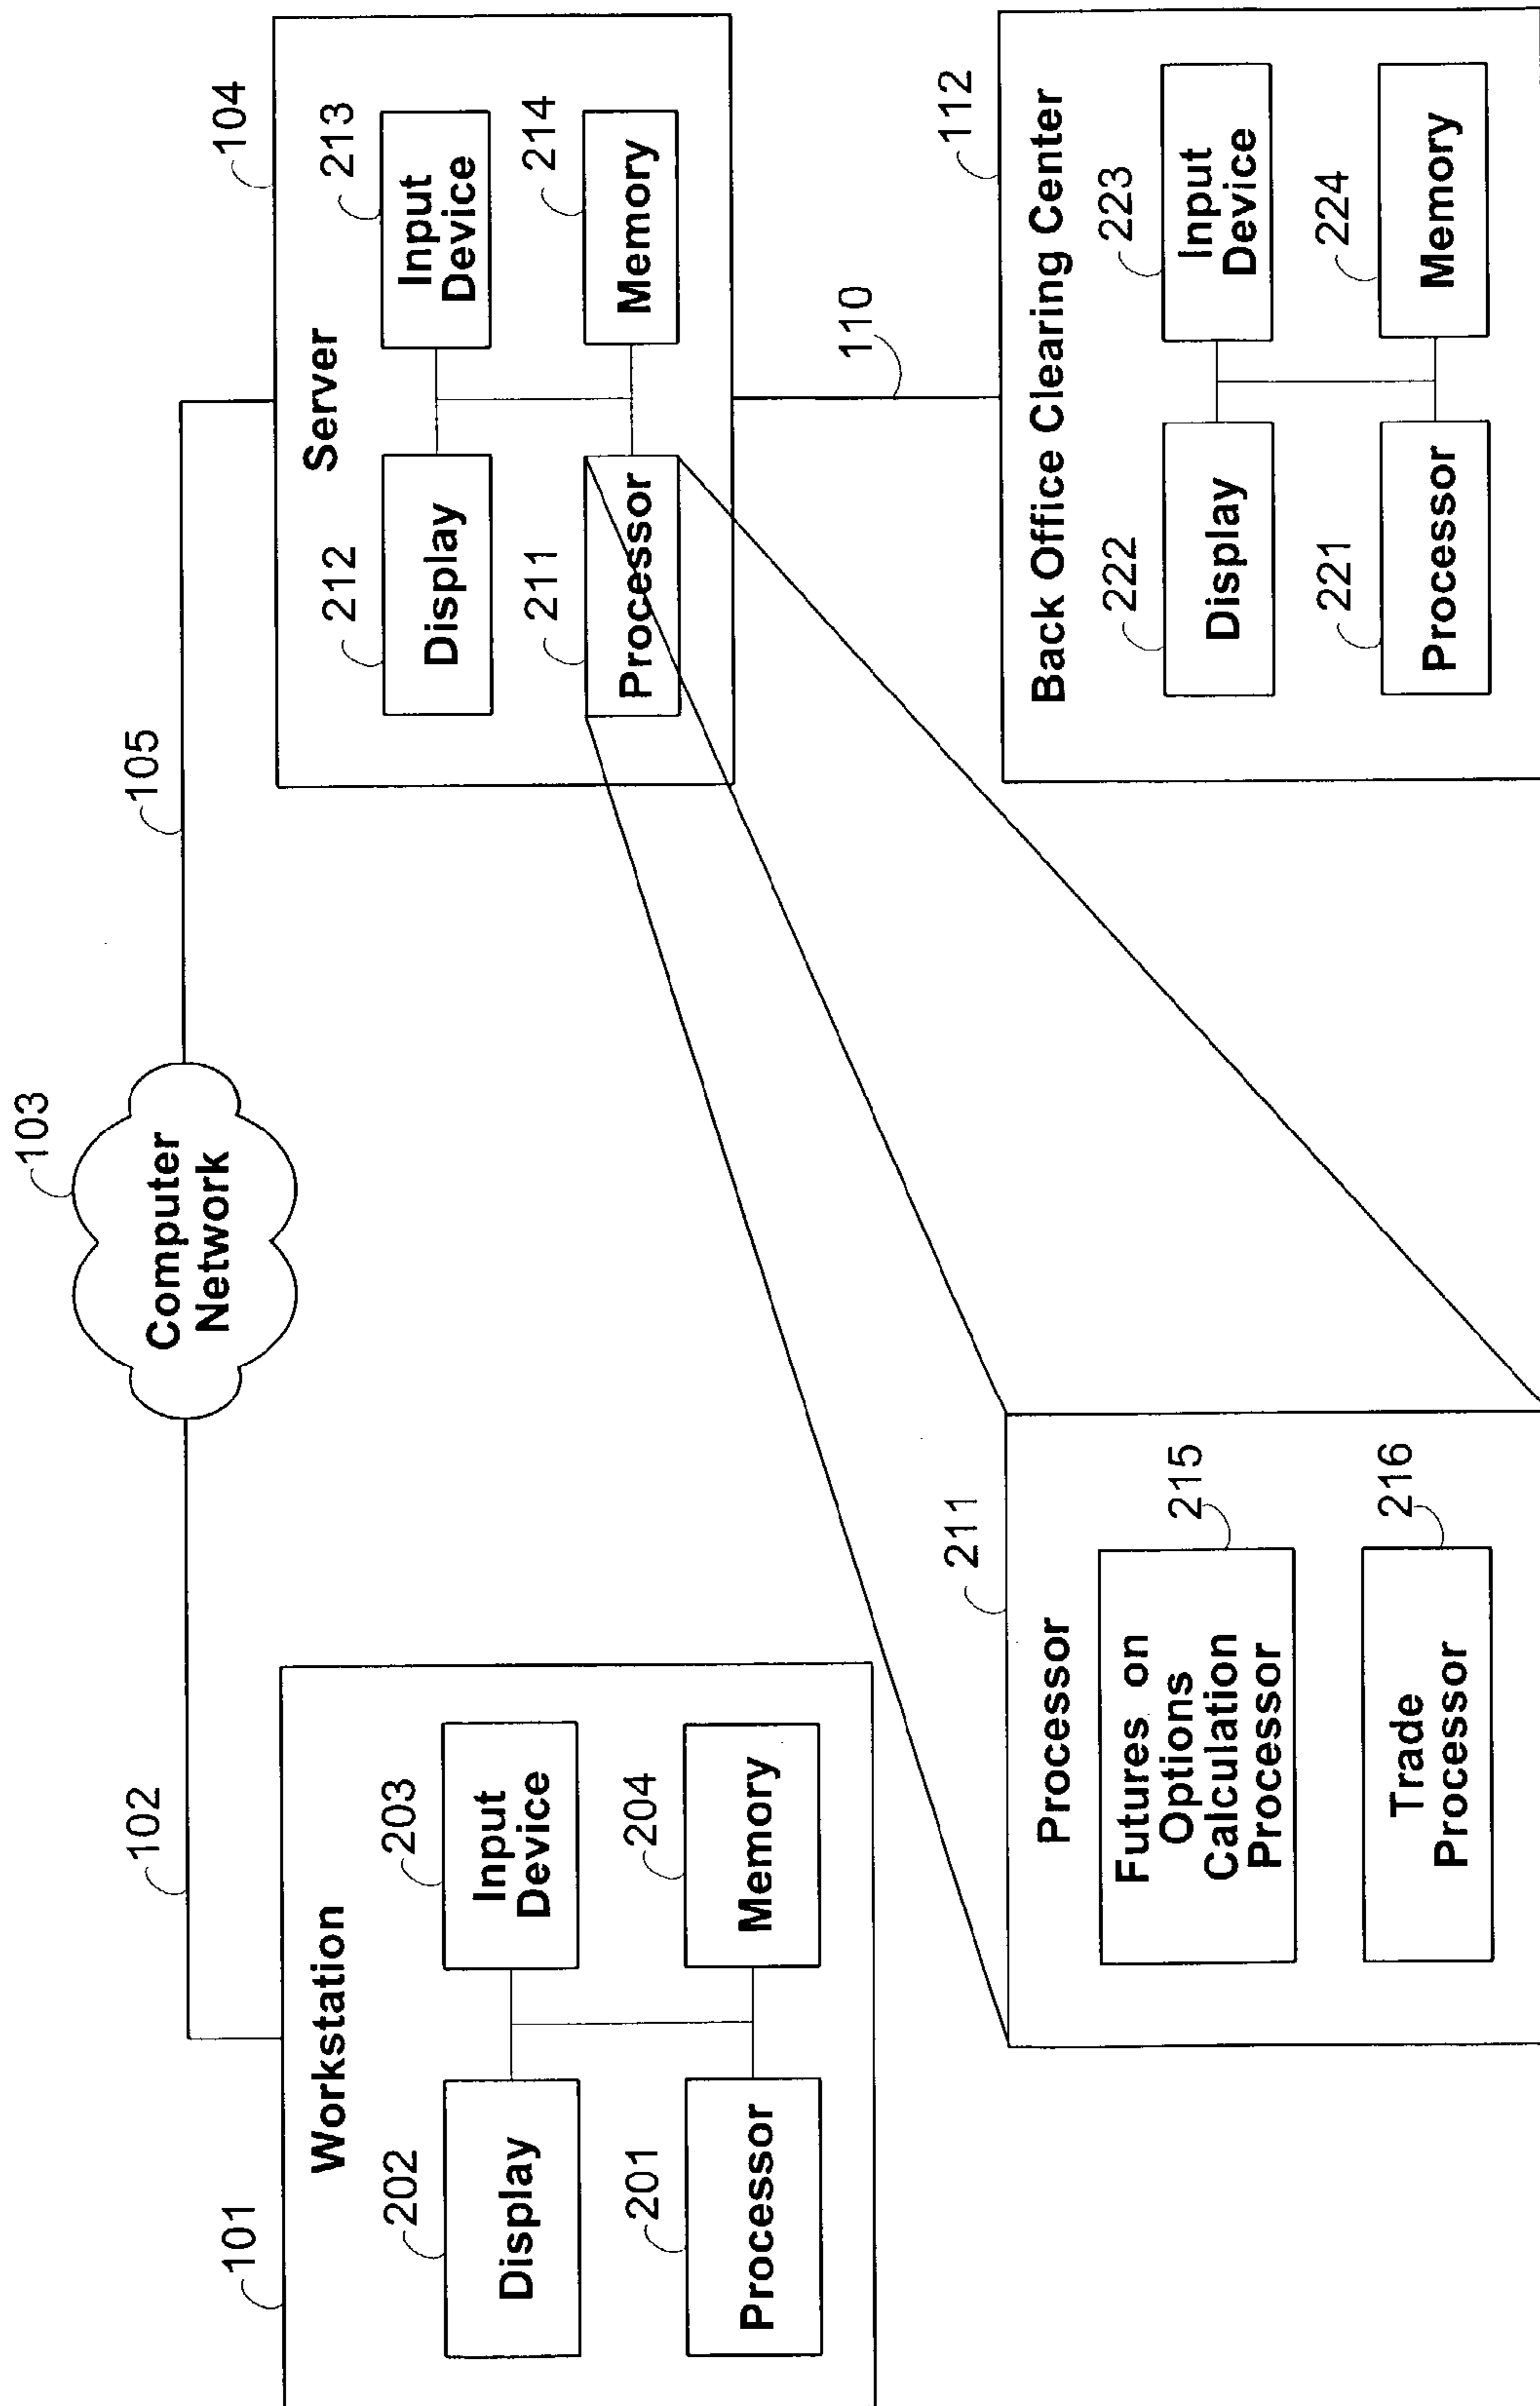 103
Computer
Network
102
105
101
Workstation
202
Display
203
Input
Device
201
Processor
204
Memory
104
Server
212
Display
213
Input
Device
211
Processor
214
Memory
110
211
Processor
Futures on
Options
Calculation
Processor
215
Trade
Processor
216
112
Back Office Clearing Center
222
Display
223
Input
Device
221
Processor
224
Memory